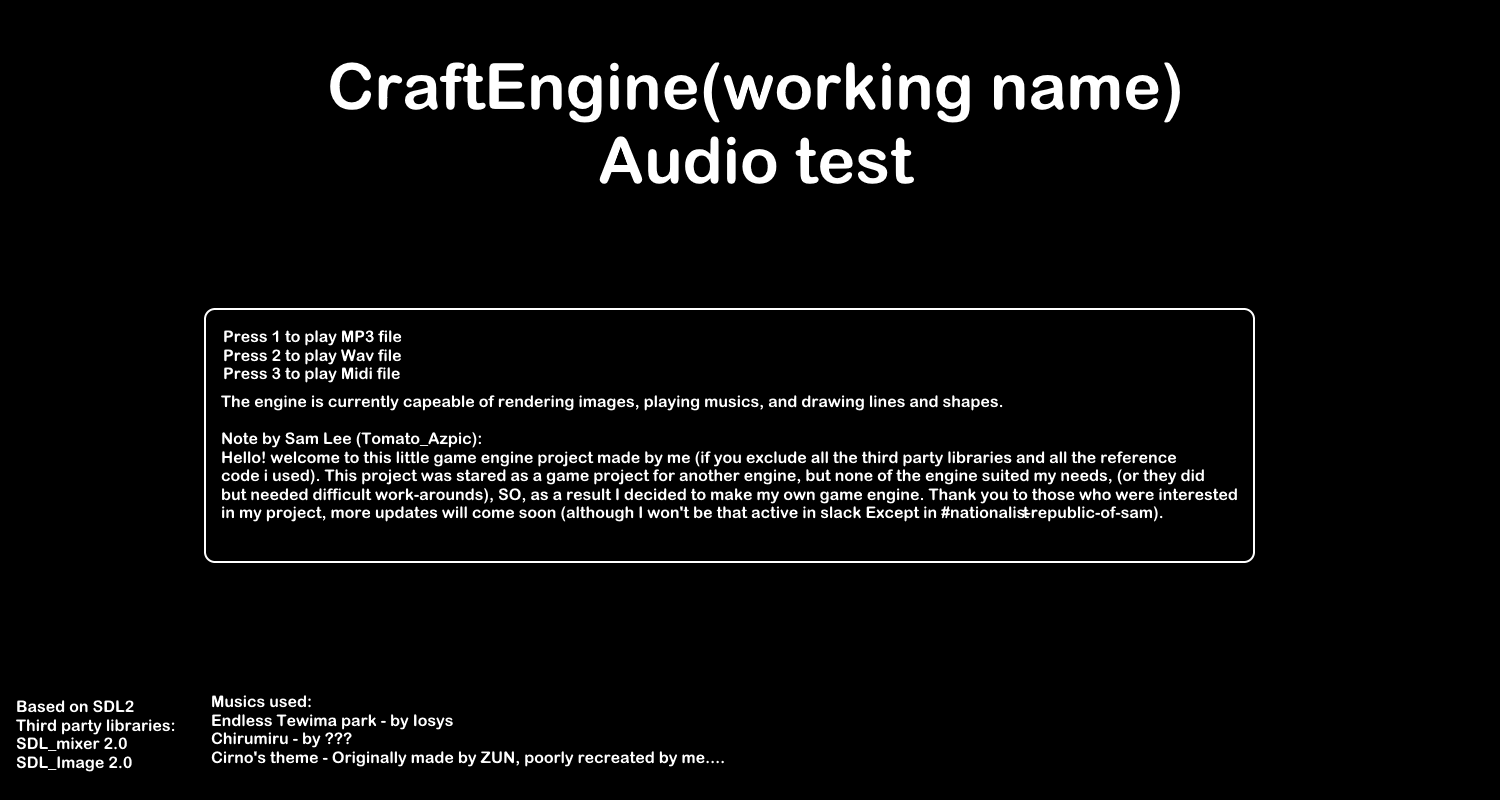 CraftEngine(working name)
Audio test
Press 1 to play MP3 file
Press 2 to play Wav file
Press 3 to play Midi file
The engine is currently capeable of rendering images, playing musics, and drawing lines and shapes.
Note by Sam Lee (Tomato_Azpic):
Hello! welcome to this little game engine project made by me (if you exclude all the third party libraries and all the reference
code i used). This project was stared as a game project for another engine, but none of the engine suited my needs, (or they did
but needed difficult work-arounds), SO, as a result I decided to make my own game engine. Thank you to those who were interested
in my project, more updates will come soon (although I won't be that active in slack Except in #nationalist-republic-of-sam).
Based on SDL2
Third party libraries:
SDL_mixer 2.0
SDL_Image 2.0
Musics used:
Endless Tewima park - by Iosys
Chirumiru - by ???
Cirno's theme - Originally made by ZUN, poorly recreated by me....